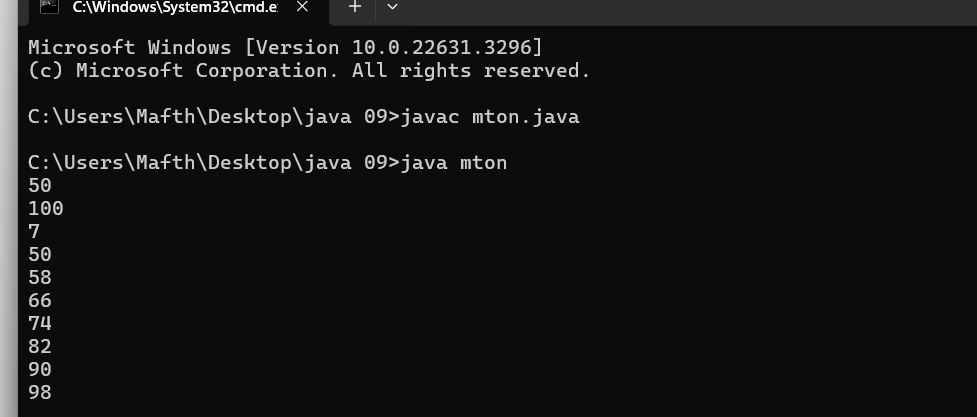 C:\Windows\System32\cmd.e
Microsoft Windows [Version 10.0.22631.3296]
(c) Microsoft Corporation. All rights reserved.
C:\Users\Mafth\Desktop\java 09>javac mton.java
C:\Users\Mafth\Desktop\java 09>java mton
50
100
7
50
58
66
74
82
90
98